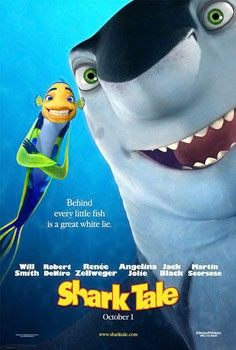 Behind
every little fish
is a great white lie.
Will Robert Renée Angelina Jack Martin
Smith DeNiro Zellweger Jolie Black Scorsese
Shark Tale
October 1
www.sharktale.com
DreamWorks